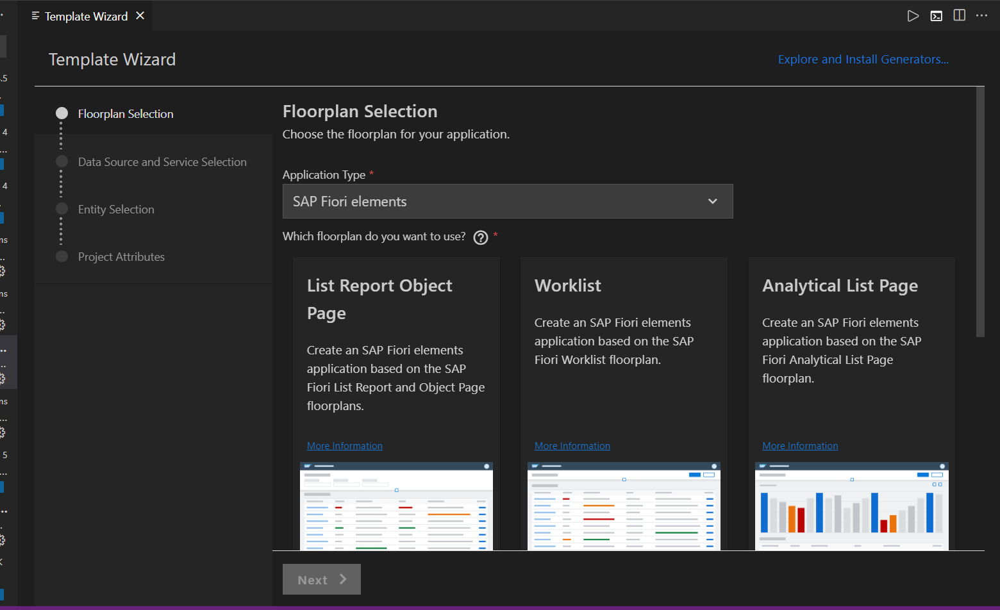 Template Wizard
Template Wizard
Explore and Install Generators...
Floorplan Selection
Data Source and Service Selection
Entity Selection
Project Attributes
Floorplan Selection
Choose the floorplan for your application.
Application Type *
SAP Fiori elements
Which floorplan do you want to use? *
List Report Object
Page
Create an SAP Fiori elements
application based on the SAP
Fiori List Report and Object Page
floorplans.
More Information
Worklist
Create an SAP Fiori elements
application based on the SAP
Fiori Worklist floorplan.
More Information
Analytical List Page
Create an SAP Fiori elements
application based on the SAP
Fiori Analytical List Page
floorplan.
More Information
SAP
SAP
SAP
Next